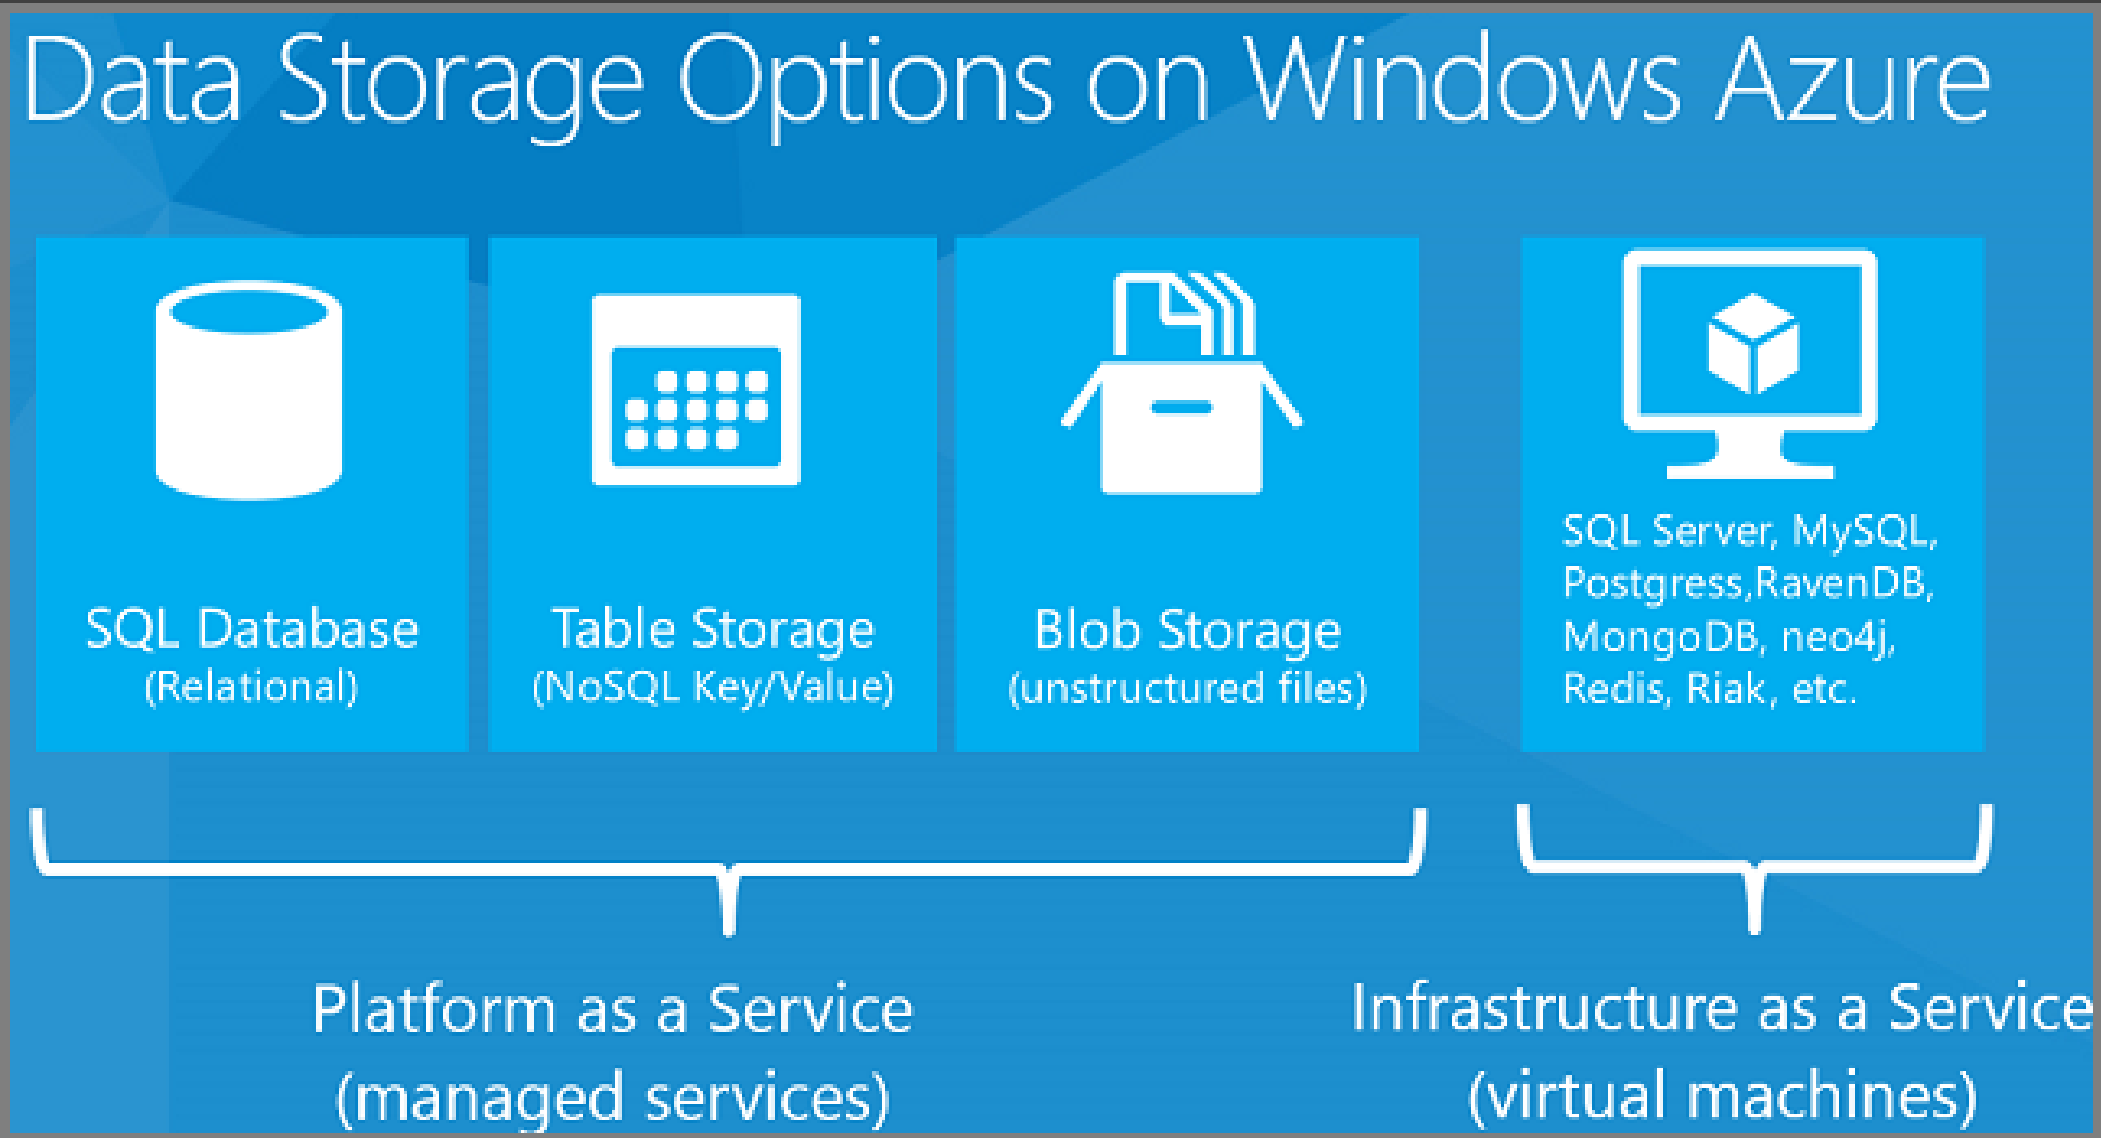 Data Storage Options on Windows Azure
SQL Database
(Relational)
Table Storage
(NoSQL Key/Value)
Blob Storage
(unstructured files)
SQL Server, MySQL,
Postgress,RavenDB,
MongoDB, neo4j,
Redis, Riak, etc.
Platform as a Service
(managed services)
Infrastructure as a Service
(virtual machines)